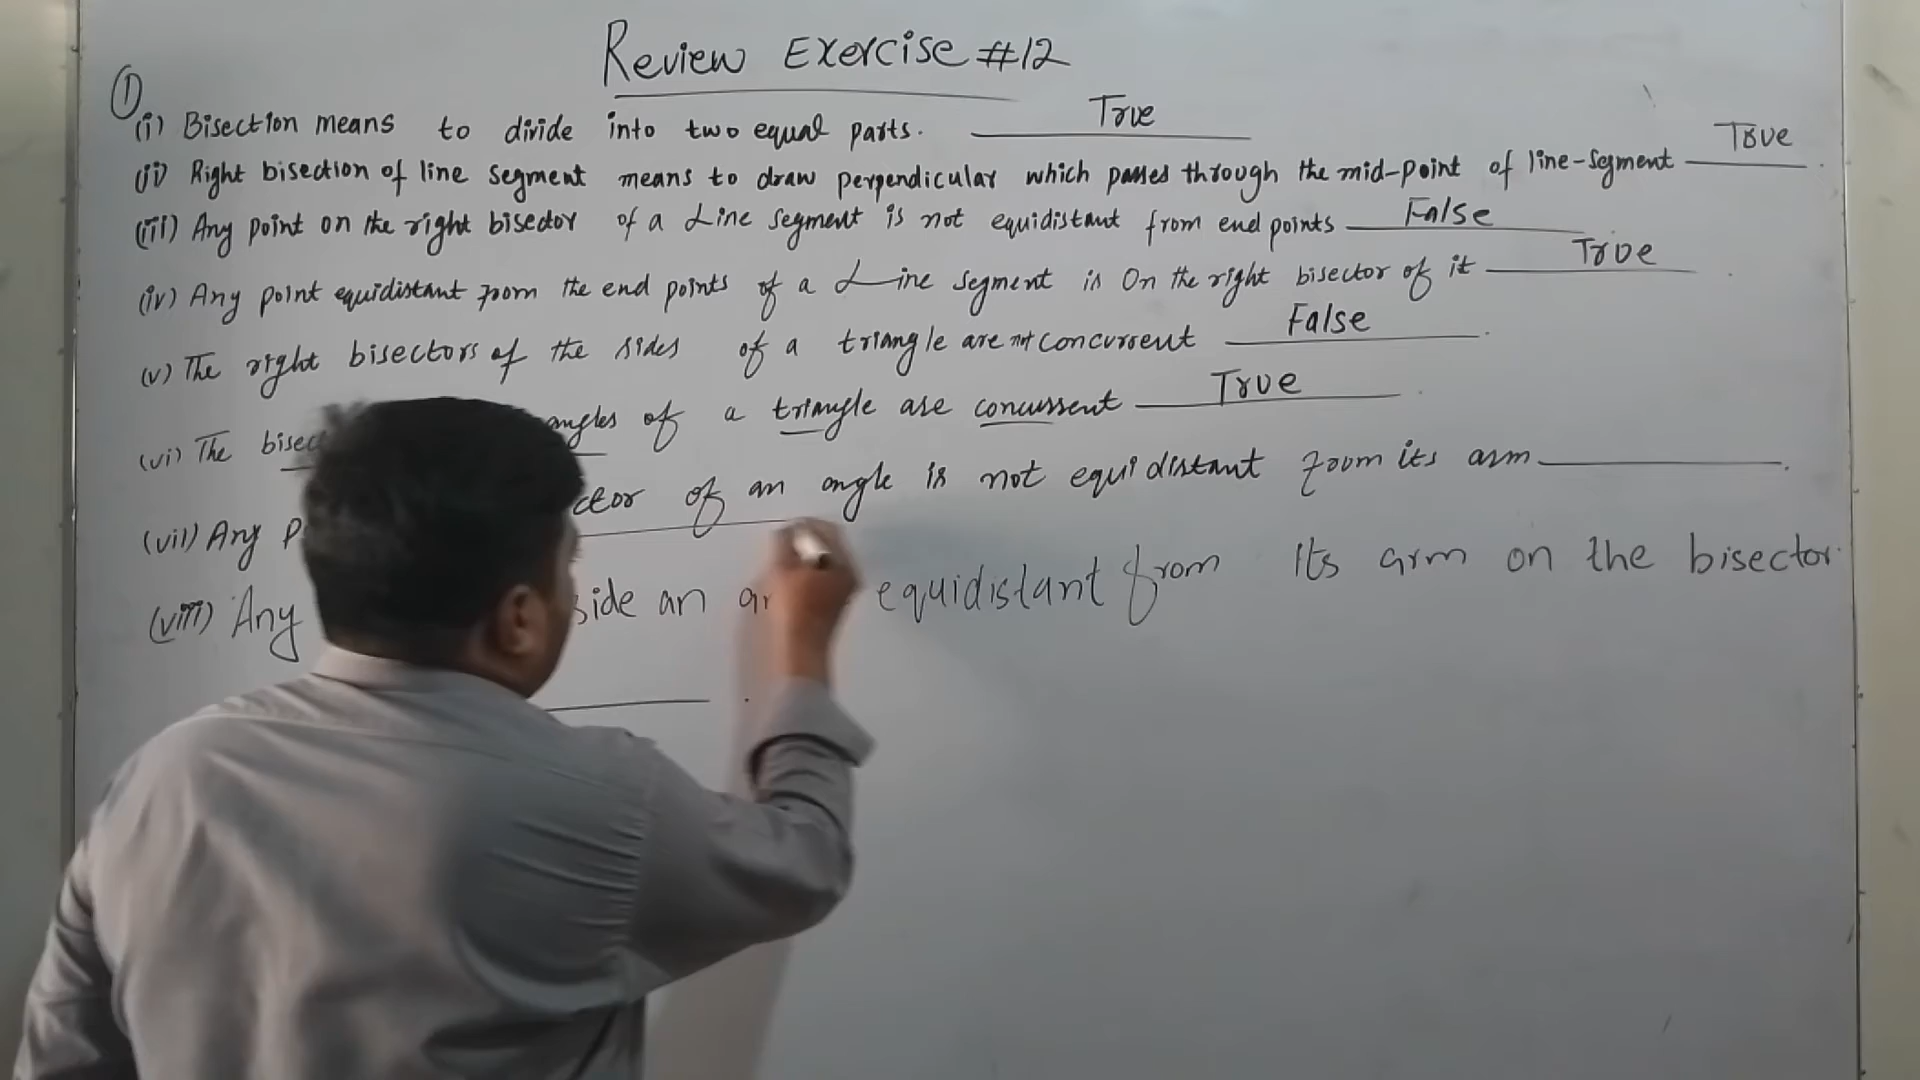 Review Exercise #12
①
(i) Bisection means to divide into two equal parts. True
(ii) Right bisection of line segment means to draw perpendicular which passes through the mid-point of line-segment True.
(iii) Any point on the right bisector of a Line segment is not equidistant from end points False
(iv) Any point equidistant from the end points of a Line segment is On the right bisector of it True.
(v) The right bisectors of the sides of a triangle are not concurrent False.
(vi) The bisec angles of a triangle are concurrent True.
(vii) Any P ctor of an angle is not equidistant from its arm.
(viii) Any side an equidistant from Its arm on the bisector.